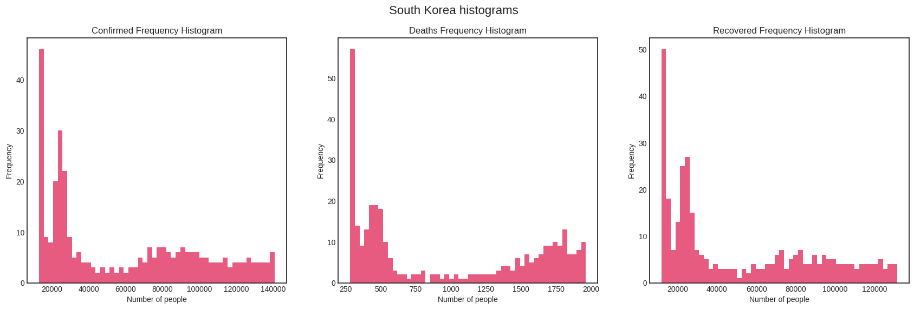 South Korea histograms
Confirmed Frequency Histogram
Frequency
0
10
20
30
40
20000 40000 60000 80000 100000 120000 140000
Number of people
Deaths Frequency Histogram
Frequency
0
10
20
30
40
50
250 500 750 1000 1250 1500 1750 2000
Number of people
Recovered Frequency Histogram
Frequency
0
10
20
30
40
50
20000 40000 60000 80000 100000 120000
Number of people